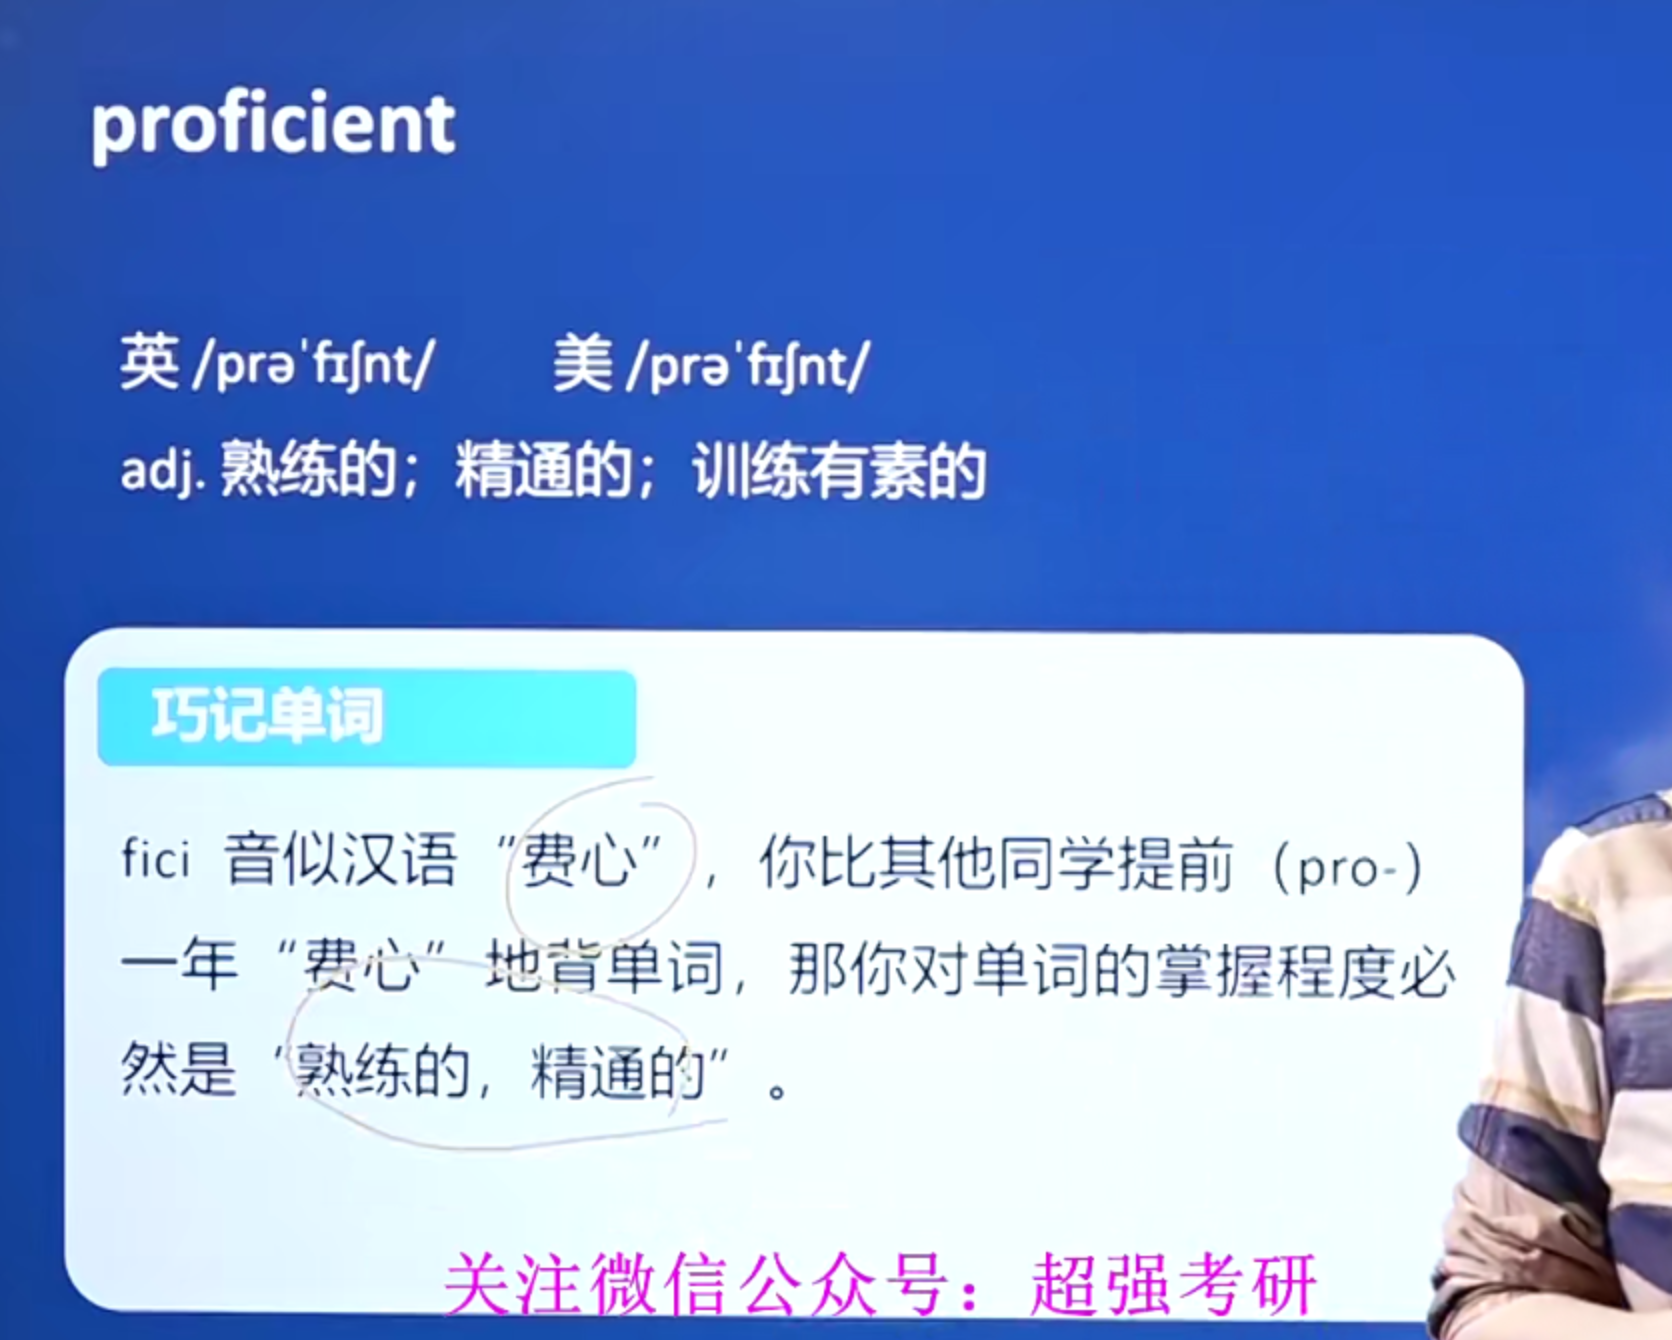 proficient
英 /prəˈfɪʃnt/ 美 /prəˈfɪʃnt/
adj. 熟练的；精通的；训练有素的
巧记单词
fici 音似汉语 “费心” ，你比其他同学提前（pro-）
一年 “费心” 地背单词，那你对单词的掌握程度必
然是 “熟练的，精通的” 。
关注微信公众号：超强考研